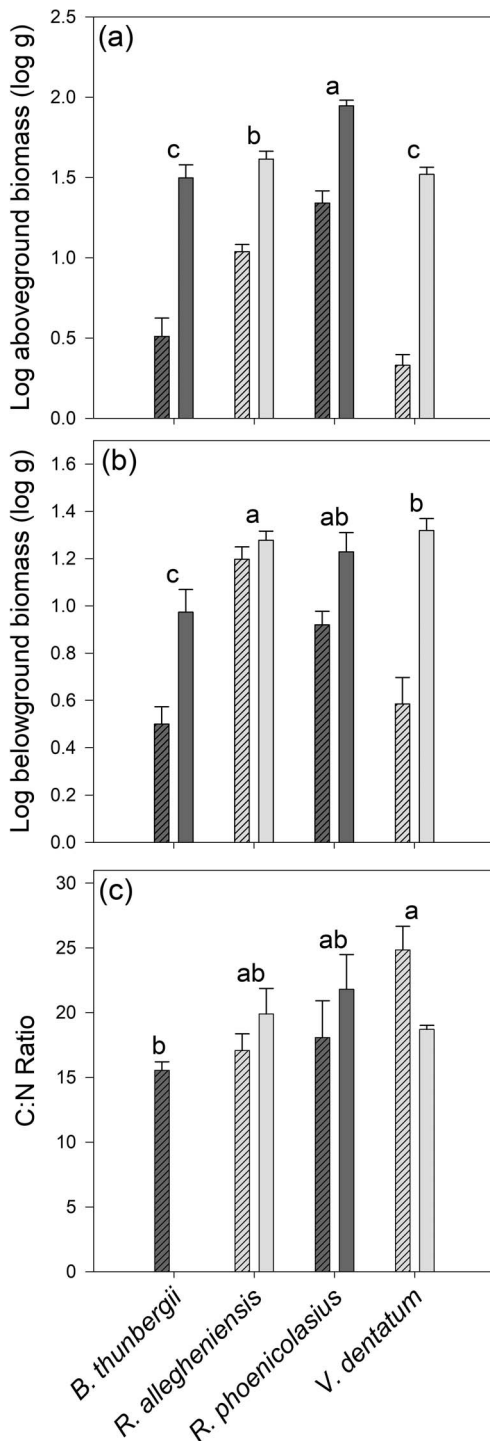 (a)
Log aboveground biomass (log g)
2.5
2.0
1.5
1.0
0.5
0.0
c
b
a
c
(b)
Log belowground biomass (log g)
1.6
1.4
1.2
1.0
0.8
0.6
0.4
0.2
0.0
c
a
ab
b
(c)
C:N Ratio
30
25
20
15
10
5
0
b
ab
ab
a
B. thunbergii
R. allegheniensis
R. phoenicolasius
V. dentatum